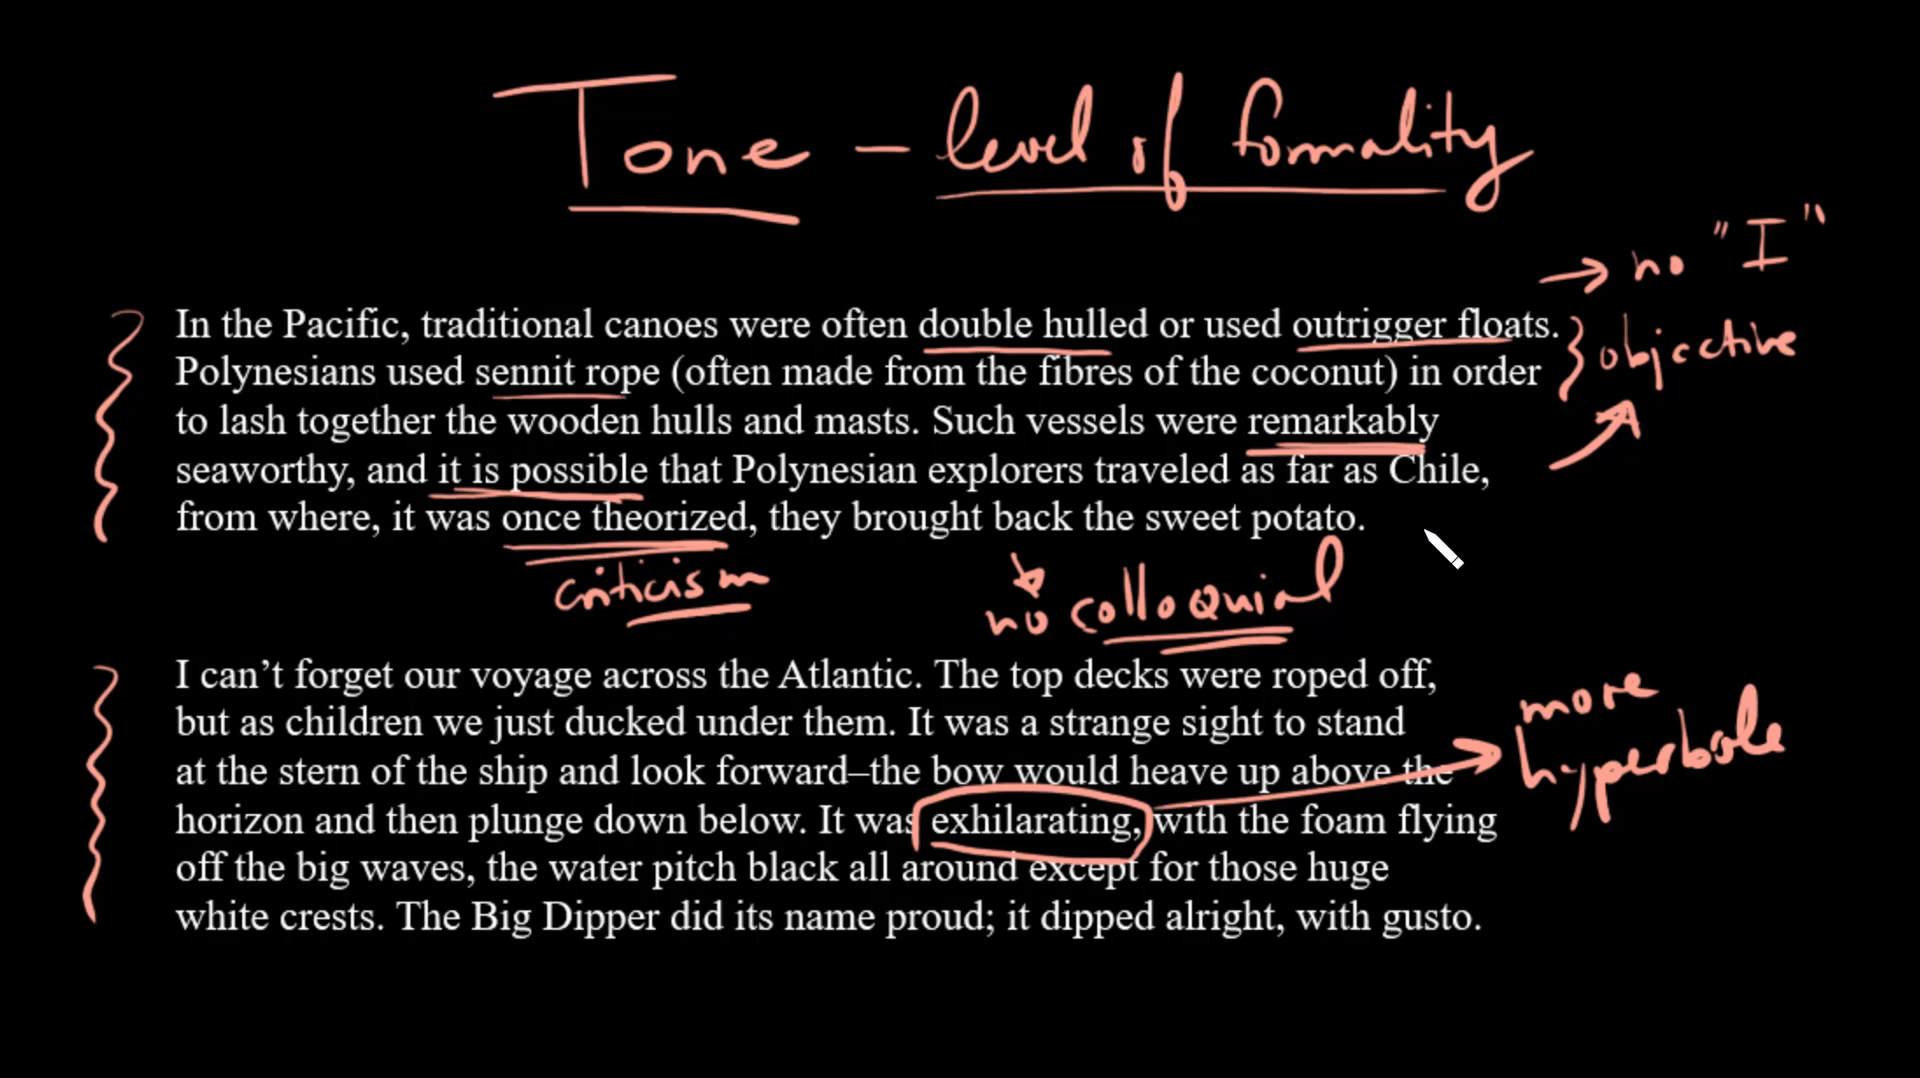 Tone – level of formality
→ no "I"
In the Pacific, traditional canoes were often double hulled or used outrigger floats.
} objective
Polynesians used sennit rope (often made from the fibres of the coconut) in order
to lash together the wooden hulls and masts. Such vessels were remarkably
seaworthy, and it is possible that Polynesian explorers traveled as far as Chile,
from where, it was once theorized, they brought back the sweet potato.
criticism
no colloquial
I can’t forget our voyage across the Atlantic. The top decks were roped off,
more
but as children we just ducked under them. It was a strange sight to stand
hyperbole
at the stern of the ship and look forward–the bow would heave up above the
horizon and then plunge down below. It was exhilarating, with the foam flying
off the big waves, the water pitch black all around except for those huge
white crests. The Big Dipper did its name proud; it dipped alright, with gusto.